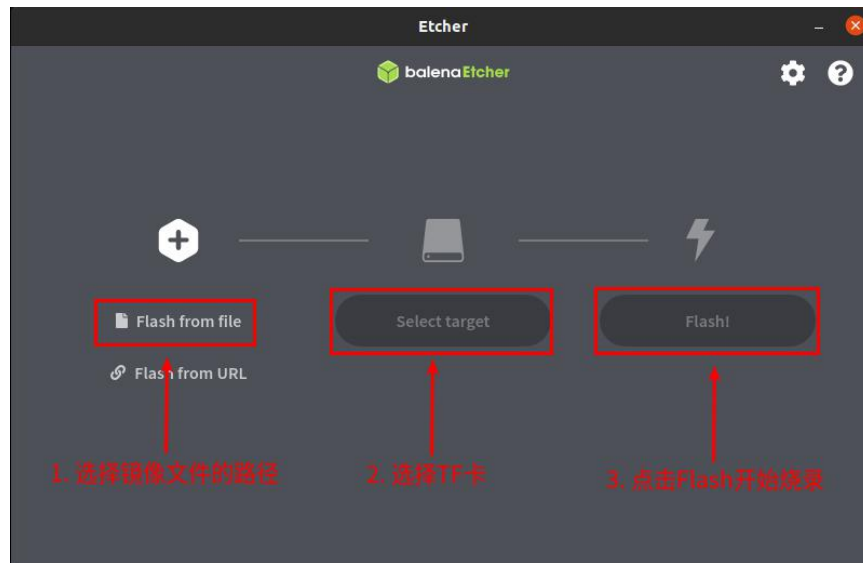 Etcher
balenaEtcher
Flash from file
Select target
Flash!
Flash from URL
1. 选择镜像文件的路径
2. 选择TF卡
3. 点击Flash开始烧录